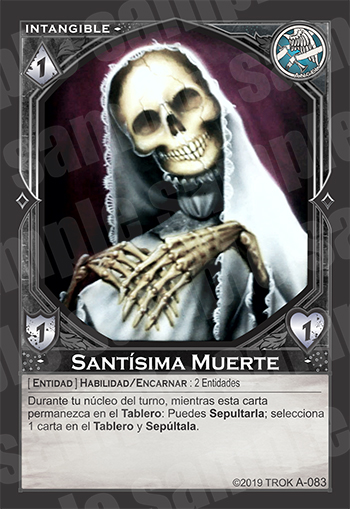 INTANGIBLE
1
1
1
SANTÍSIMA MUERTE
[ ENTIDAD ] HABILIDAD/ENCARNAR : 2 Entidades
Durante tu núcleo del turno, mientras esta carta
permanezca en el Tablero: Puedes Sepultarla; selecciona
1 carta en el Tablero y Sepúltala.
©2019 TROK A-083
Sample